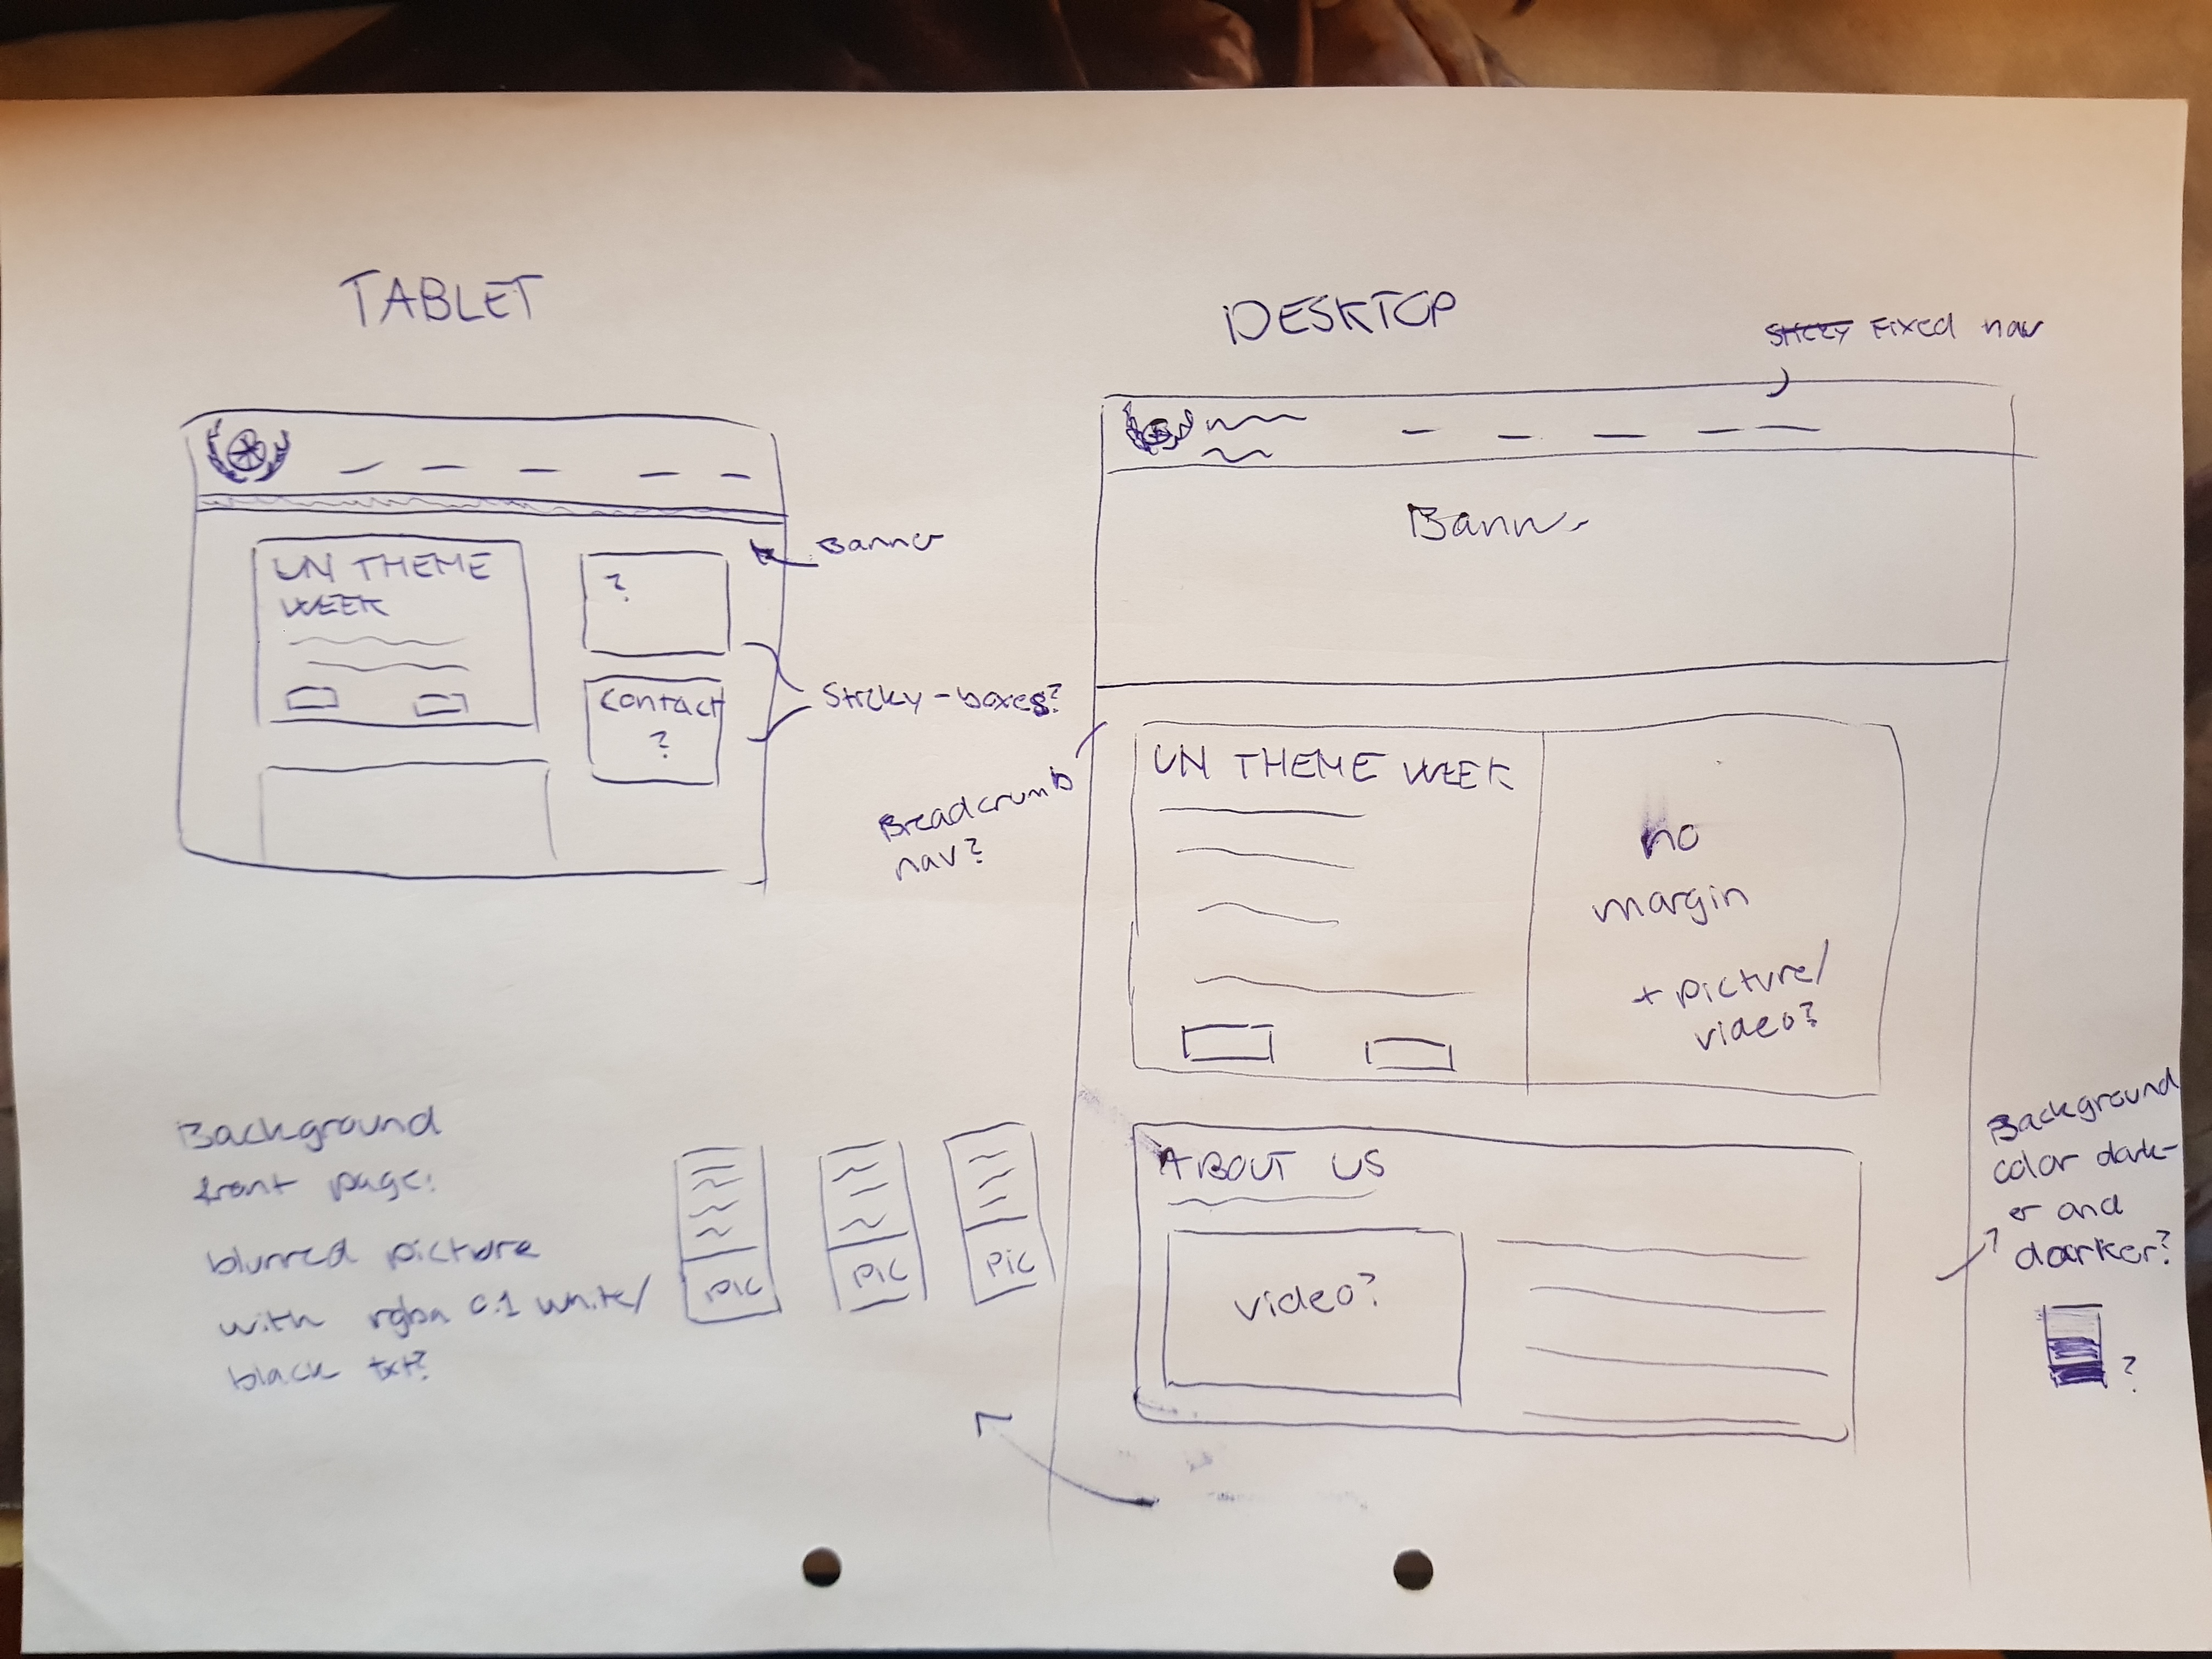 TABLET
Banner
UN THEME
WEEK
?
Contact
?
Sticky-boxes?
Breadcrumb
nav?
Background
front page:
blurred picture
with rgba 0.1 white/
black txt?
pic
pic
pic
DESKTOP
Sticky Fixed nav
Banner
UN THEME WEEK
no
margin
+ picture/
video?
ABOUT US
video?
Background
color dark-
er and
darker?
?